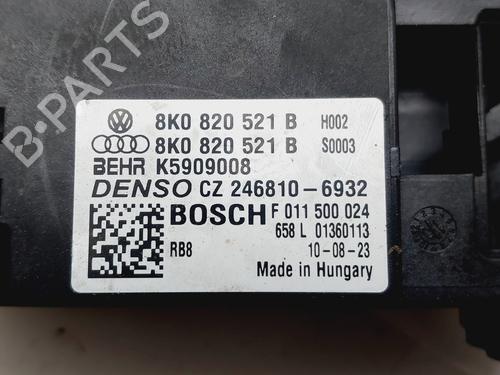 B-PARTS
8K0 820 521 B H002
8K0 820 521 B S0003
BEHR K5909008
DENSO CZ 246810-6932
BOSCH F 011 500 024
658 L 01360113
RB8 10-08-23
Made in Hungary